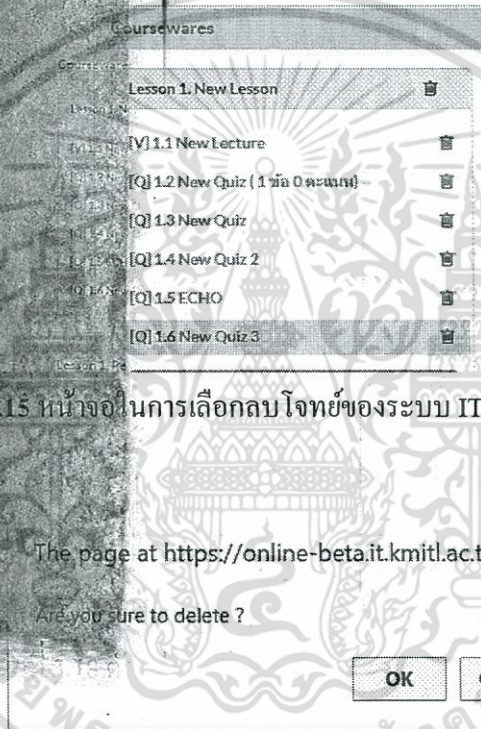 Coursewares
Lesson 1. New Lesson
[V] 1.1 New Lecture
[Q] 1.2 New Quiz ( 1 ข้อ 0 คะแนน)
[Q] 1.3 New Quiz
[Q] 1.4 New Quiz 2
[Q] 1.5 ECHO
[Q] 1.6 New Quiz 3
.15 หน้าจอในการเลือกลบโจทย์ของระบบ IT
The page at https://online-beta.it.kmitl.ac.t
Are you sure to delete ?
OK